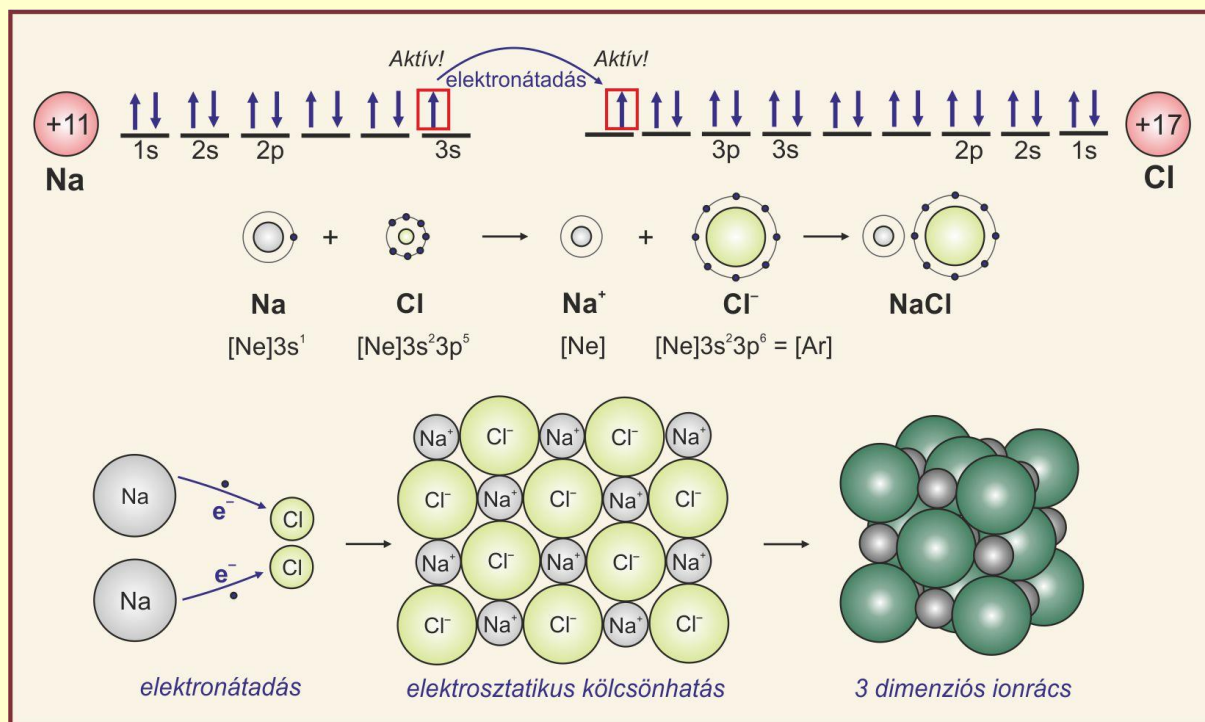 Aktív! Aktív!
elektronátadás
+11 +17
1s 2s 2p 3s 3p 3s 2p 2s 1s
Na Cl
+ +
Na Cl Na⁺ Cl⁻ NaCl
[Ne]3s¹ [Ne]3s²3p⁵ [Ne] [Ne]3s²3p⁶ = [Ar]
Na e⁻ Cl
Na e⁻ Cl
Na⁺ Cl⁻ Na⁺ Cl⁻ Na⁺
Cl⁻ Na⁺ Cl⁻ Na⁺ Cl⁻
Na⁺ Cl⁻ Na⁺ Cl⁻ Na⁺
Cl⁻ Na⁺ Cl⁻ Na⁺ Cl⁻
elektronátadás elektrosztatikus kölcsönhatás 3 dimenziós ionrács